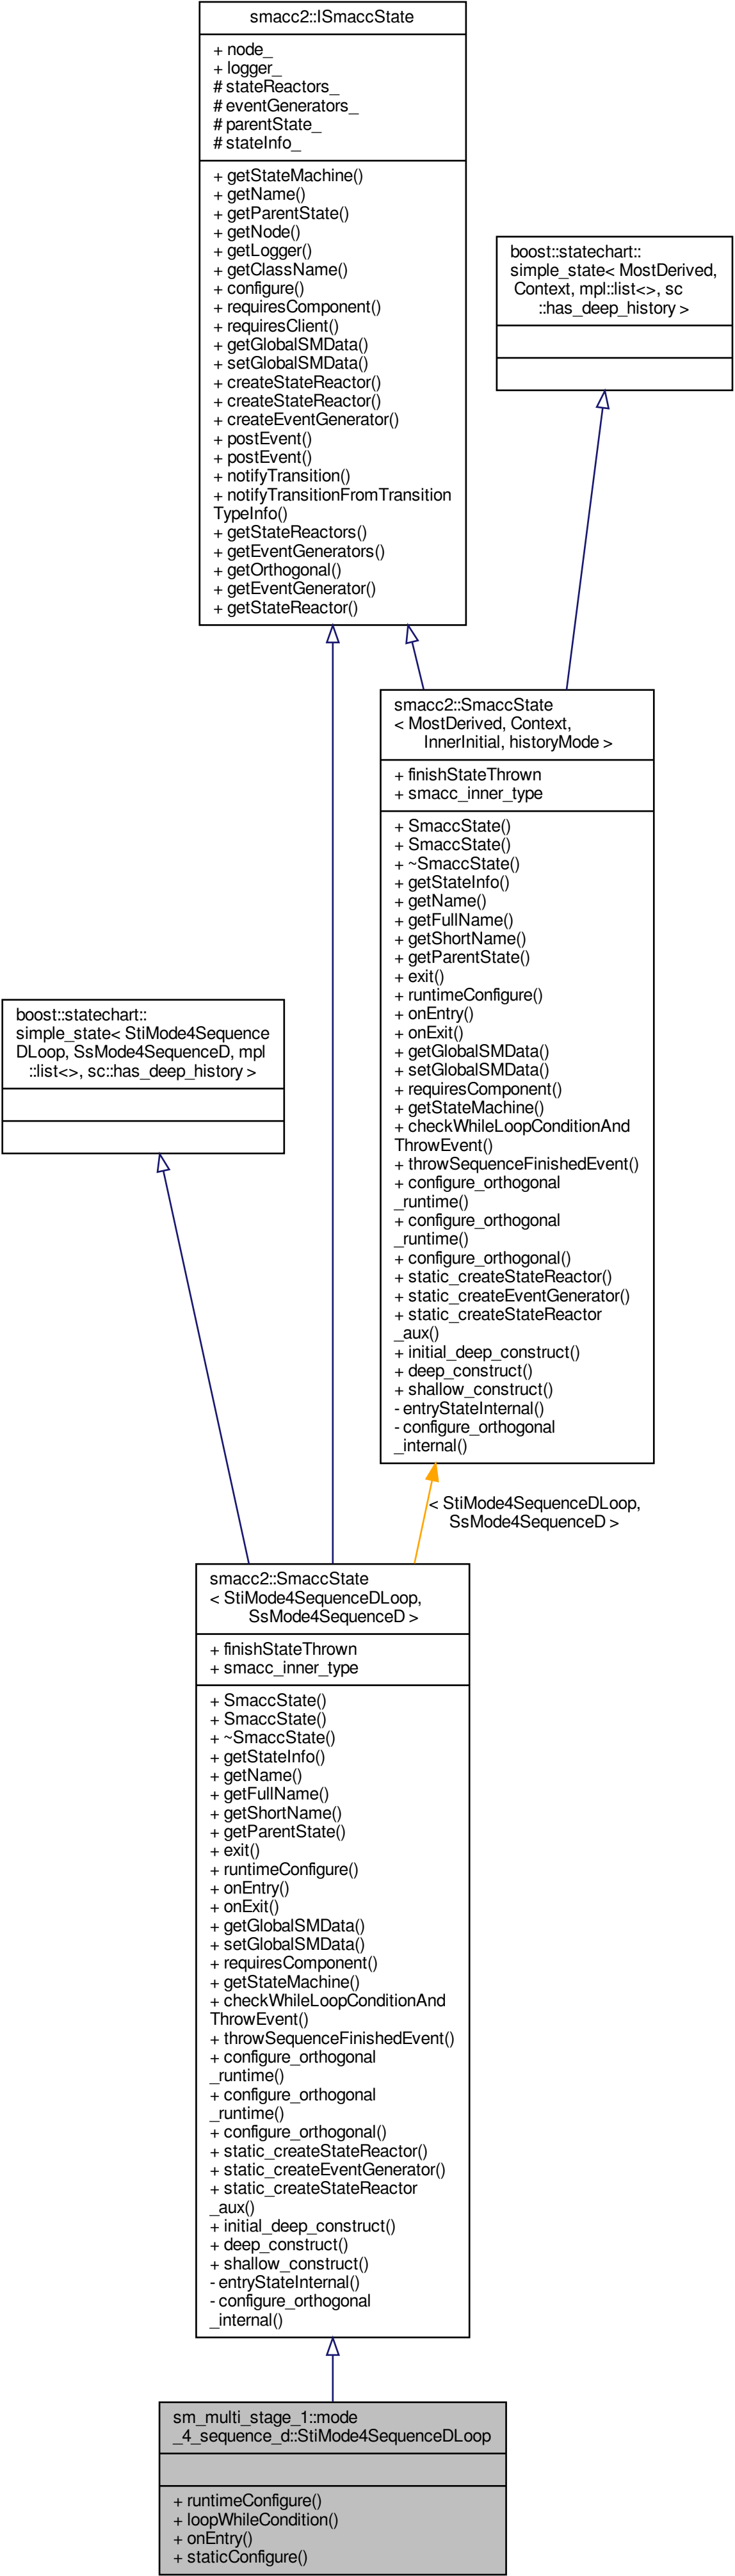 smacc2::ISmaccState
+ node_
+ logger_
# stateReactors_
# eventGenerators_
# parentState_
# stateInfo_
+ getStateMachine()
+ getName()
+ getParentState()
+ getNode()
+ getLogger()
+ getClassName()
+ configure()
+ requiresComponent()
+ requiresClient()
+ getGlobalSMData()
+ setGlobalSMData()
+ createStateReactor()
+ createStateReactor()
+ createEventGenerator()
+ postEvent()
+ postEvent()
+ notifyTransition()
+ notifyTransitionFromTransition
TypeInfo()
+ getStateReactors()
+ getEventGenerators()
+ getOrthogonal()
+ getEventGenerator()
+ getStateReactor()
boost::statechart::
simple_state< MostDerived,
Context, mpl::list<>, sc
::has_deep_history >
smacc2::SmaccState
< MostDerived, Context,
InnerInitial, historyMode >
+ finishStateThrown
+ smacc_inner_type
+ SmaccState()
+ SmaccState()
+ ~SmaccState()
+ getStateInfo()
+ getName()
+ getFullName()
+ getShortName()
+ getParentState()
+ exit()
+ runtimeConfigure()
+ onEntry()
+ onExit()
+ getGlobalSMData()
+ setGlobalSMData()
+ requiresComponent()
+ getStateMachine()
+ checkWhileLoopConditionAnd
ThrowEvent()
+ throwSequenceFinishedEvent()
+ configure_orthogonal
_runtime()
+ configure_orthogonal
_runtime()
+ configure_orthogonal()
+ static_createStateReactor()
+ static_createEventGenerator()
+ static_createStateReactor
_aux()
+ initial_deep_construct()
+ deep_construct()
+ shallow_construct()
- entryStateInternal()
- configure_orthogonal
_internal()
boost::statechart::
simple_state< StiMode4Sequence
DLoop, SsMode4SequenceD, mpl
::list<>, sc::has_deep_history >
< StiMode4SequenceDLoop,
SsMode4SequenceD >
smacc2::SmaccState
< StiMode4SequenceDLoop,
SsMode4SequenceD >
+ finishStateThrown
+ smacc_inner_type
+ SmaccState()
+ SmaccState()
+ ~SmaccState()
+ getStateInfo()
+ getName()
+ getFullName()
+ getShortName()
+ getParentState()
+ exit()
+ runtimeConfigure()
+ onEntry()
+ onExit()
+ getGlobalSMData()
+ setGlobalSMData()
+ requiresComponent()
+ getStateMachine()
+ checkWhileLoopConditionAnd
ThrowEvent()
+ throwSequenceFinishedEvent()
+ configure_orthogonal
_runtime()
+ configure_orthogonal
_runtime()
+ configure_orthogonal()
+ static_createStateReactor()
+ static_createEventGenerator()
+ static_createStateReactor
_aux()
+ initial_deep_construct()
+ deep_construct()
+ shallow_construct()
- entryStateInternal()
- configure_orthogonal
_internal()
sm_multi_stage_1::mode
_4_sequence_d::StiMode4SequenceDLoop
+ runtimeConfigure()
+ loopWhileCondition()
+ onEntry()
+ staticConfigure()